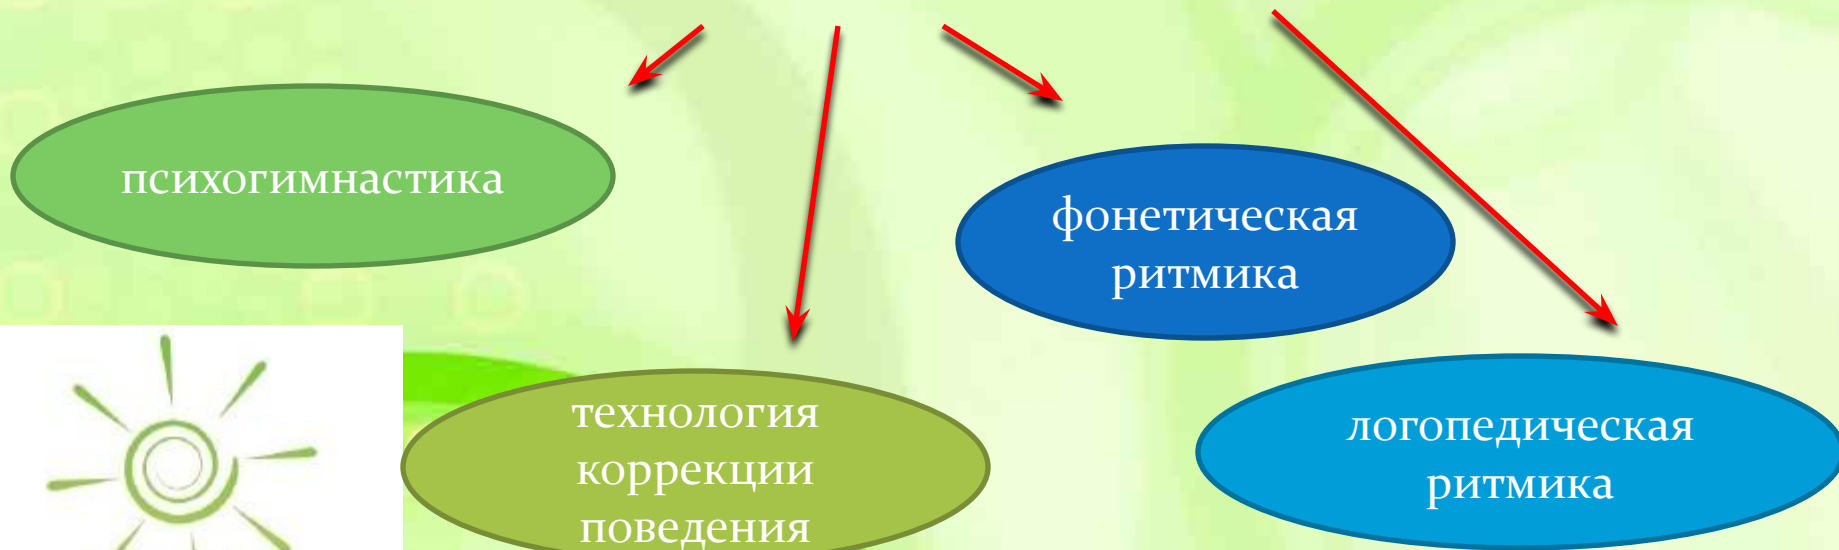 психогимнастика
фонетическая
ритмика
технология
коррекции
поведения
логопедическая
ритмика